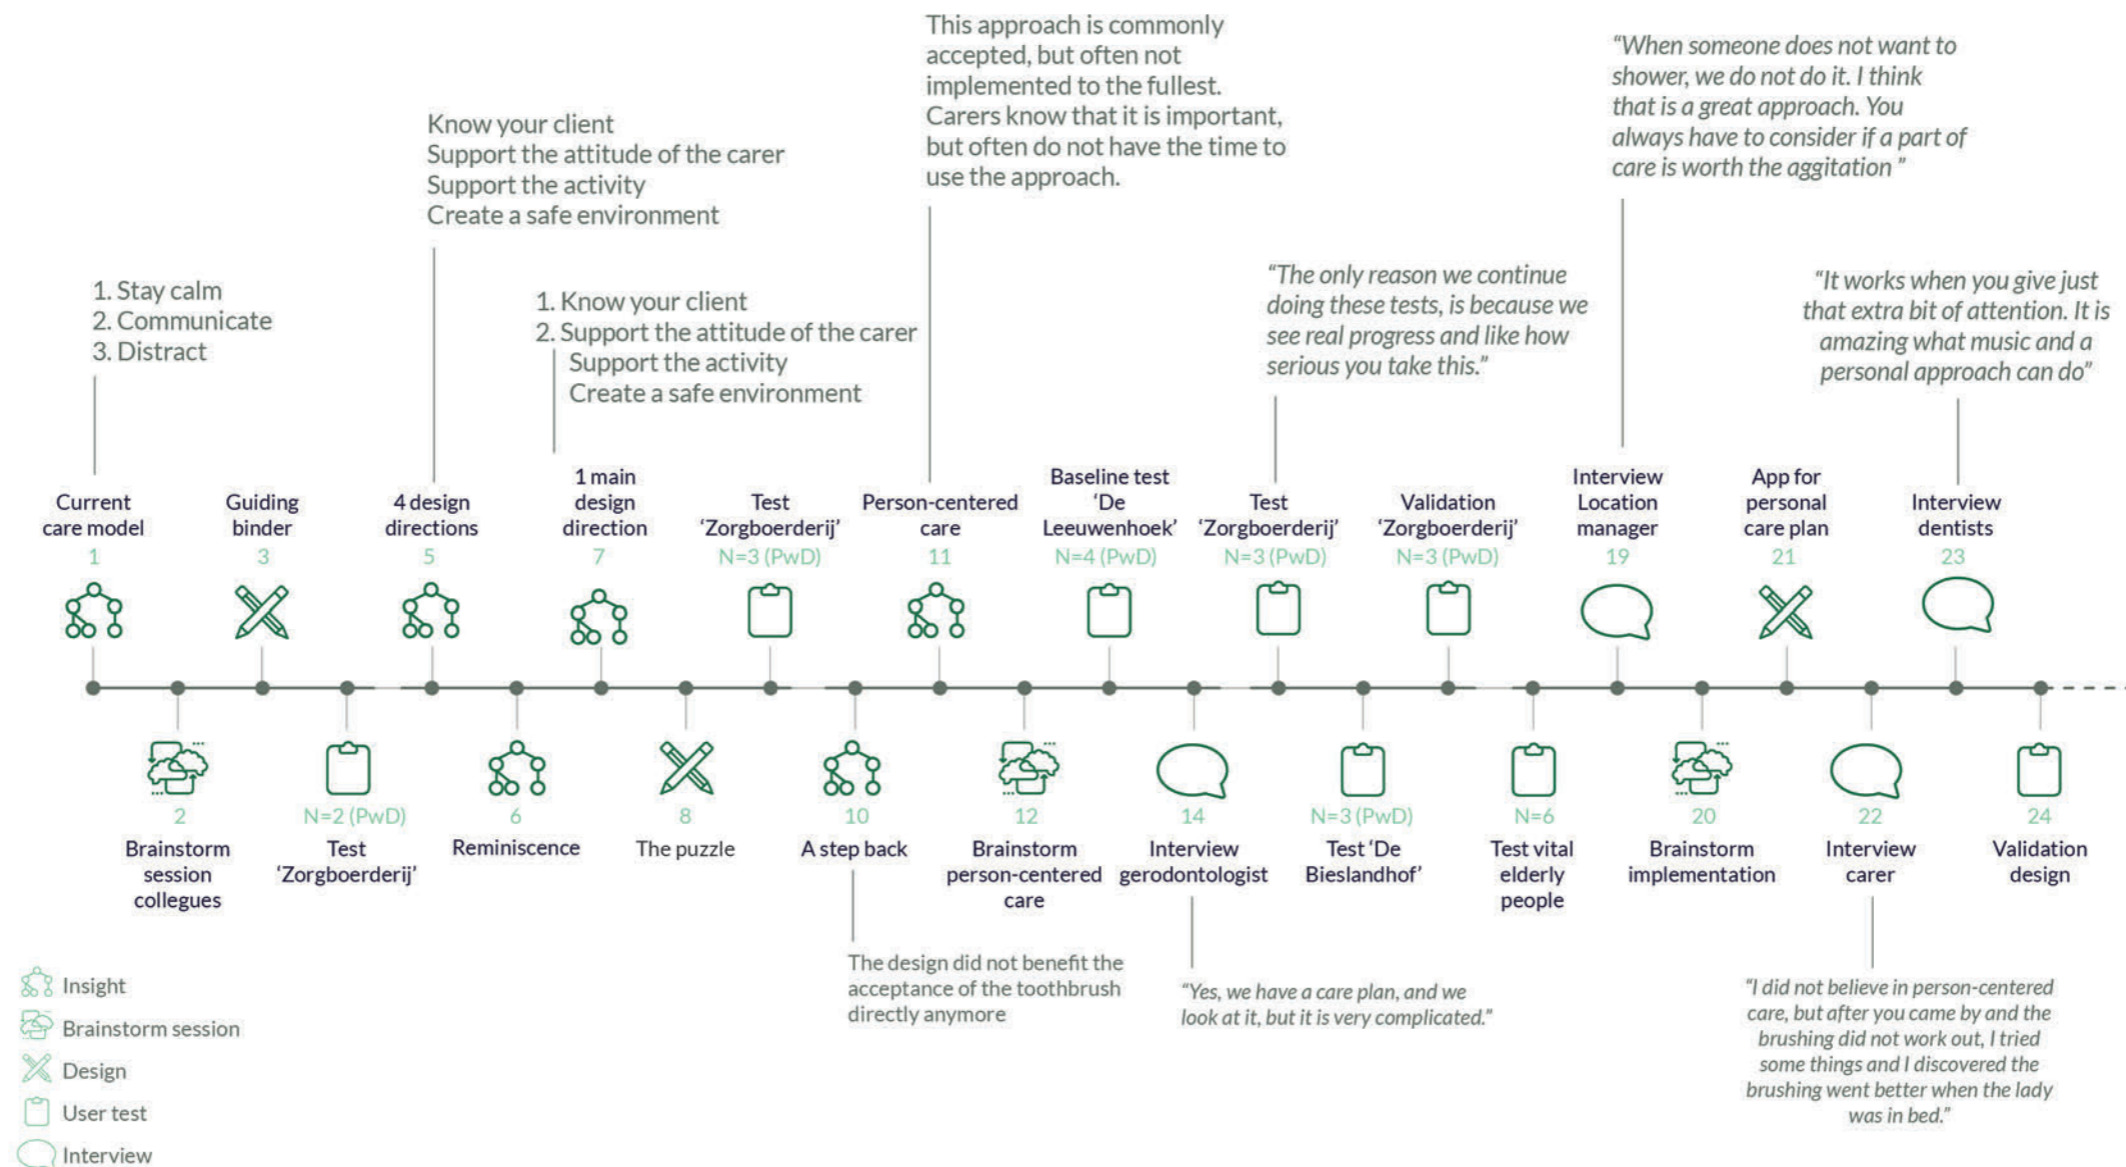 This approach is commonly
accepted, but often not
implemented to the fullest.
Carers know that it is important,
but often do not have the time to
use the approach.
“When someone does not want to
shower, we do not do it. I think
that is a great approach. You
always have to consider if a part of
care is worth the aggitation ”
Know your client
Support the attitude of the carer
Support the activity
Create a safe environment
1. Stay calm
2. Communicate
3. Distract
1. Know your client
2. Support the attitude of the carer
Support the activity
Create a safe environment
“The only reason we continue
doing these tests, is because we
see real progress and like how
serious you take this.”
“It works when you give just
that extra bit of attention. It is
amazing what music and a
personal approach can do”
Current
care model
1
Guiding
binder
3
4 design
directions
5
1 main
design
direction
7
Test
‘Zorgboerderij’
N=3 (PwD)
Person-centered
care
11
Baseline test
‘De
Leeuwenhoek’
N=4 (PwD)
Test
‘Zorgboerderij’
N=3 (PwD)
Validation
‘Zorgboerderij’
N=3 (PwD)
Interview
Location
manager
19
App for
personal
care plan
21
Interview
dentists
23
2
Brainstorm
session
collegues
N=2 (PwD)
Test
‘Zorgboerderij’
6
Reminiscence
8
The puzzle
10
A step back
12
Brainstorm
person-centered
care
14
Interview
gerodontologist
N=3 (PwD)
Test ‘De
Bieslandhof’
N=6
Test vital
elderly
people
20
Brainstorm
implementation
22
Interview
carer
24
Validation
design
The design did not benefit the
acceptance of the toothbrush
directly anymore
“Yes, we have a care plan, and we
look at it, but it is very complicated.”
“I did not believe in person-centered
care, but after you came by and the
brushing did not work out, I tried
some things and I discovered the
brushing went better when the lady
was in bed.”
Insight
Brainstorm session
Design
User test
Interview